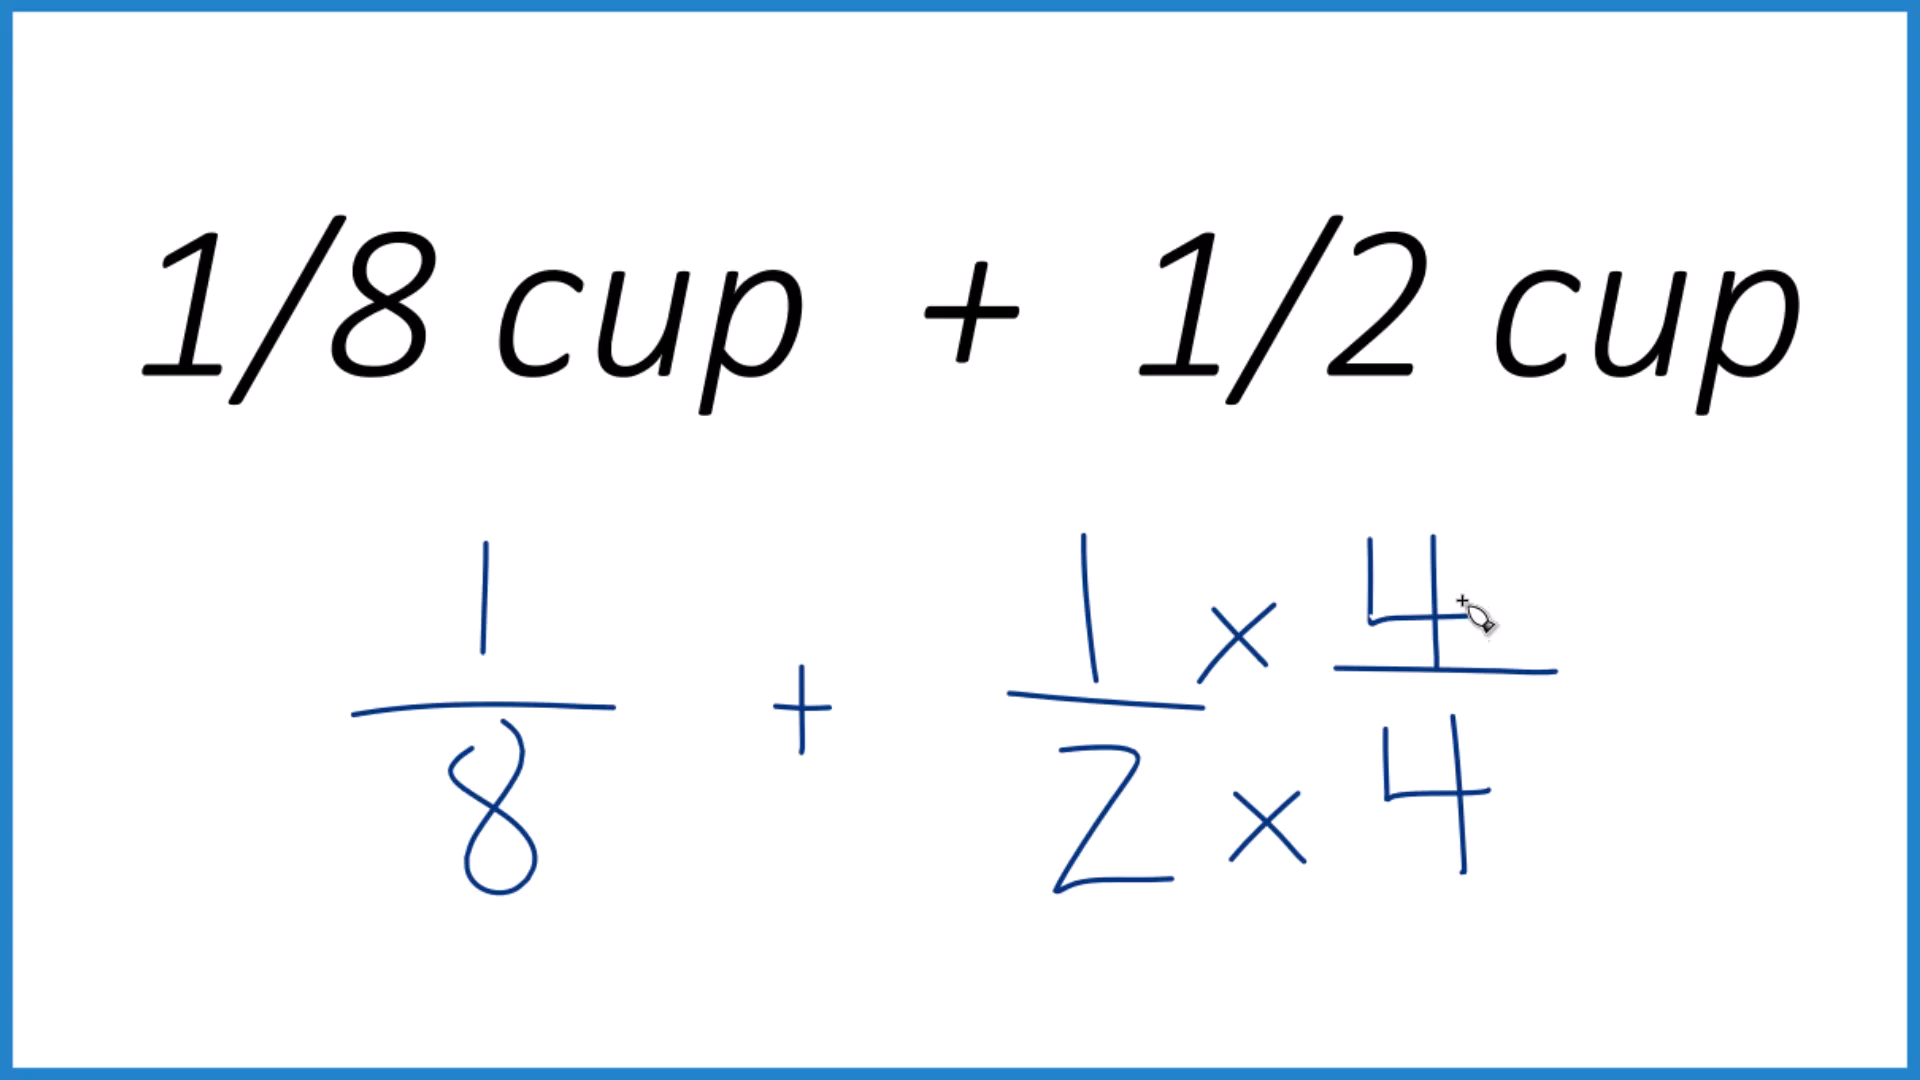 1/8 cup + 1/2 cup
1 1 × 4
— + — —
8 2 × 4